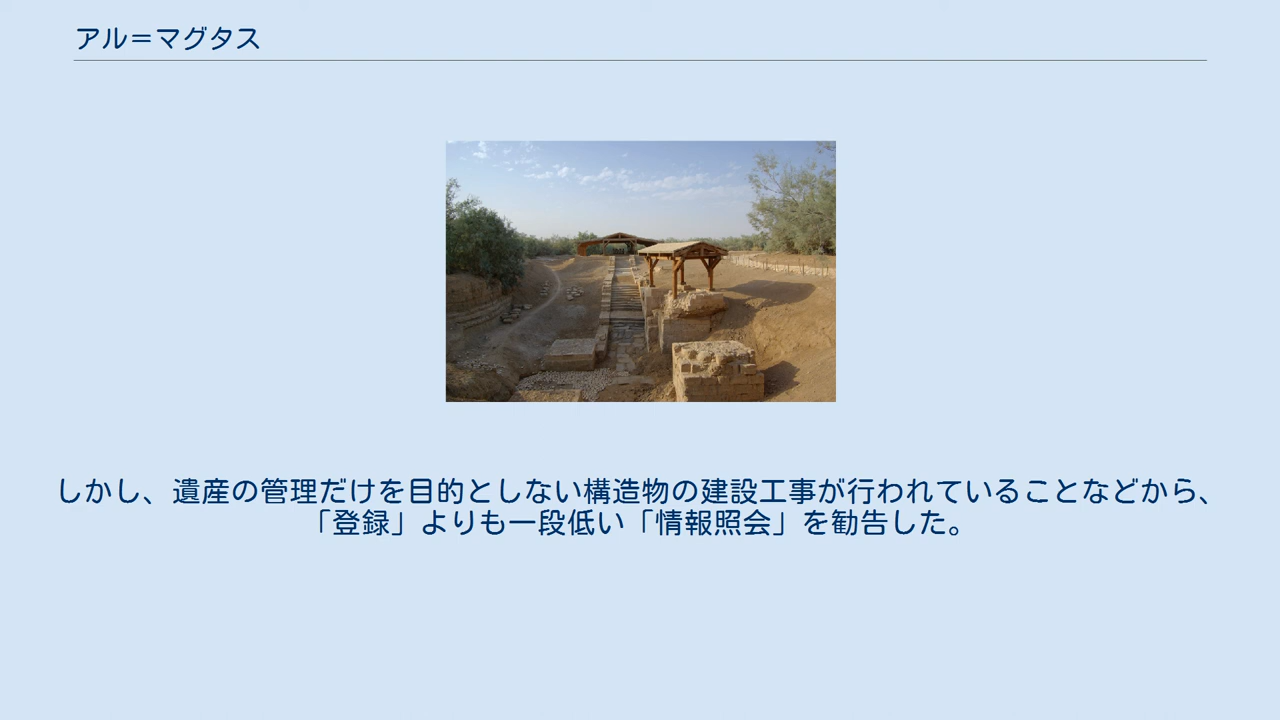 アル＝マグタス
しかし、遺産の管理だけを目的としない構造物の建設工事が行われていることなどから、
「登録」よりも一段低い「情報照会」を勧告した。